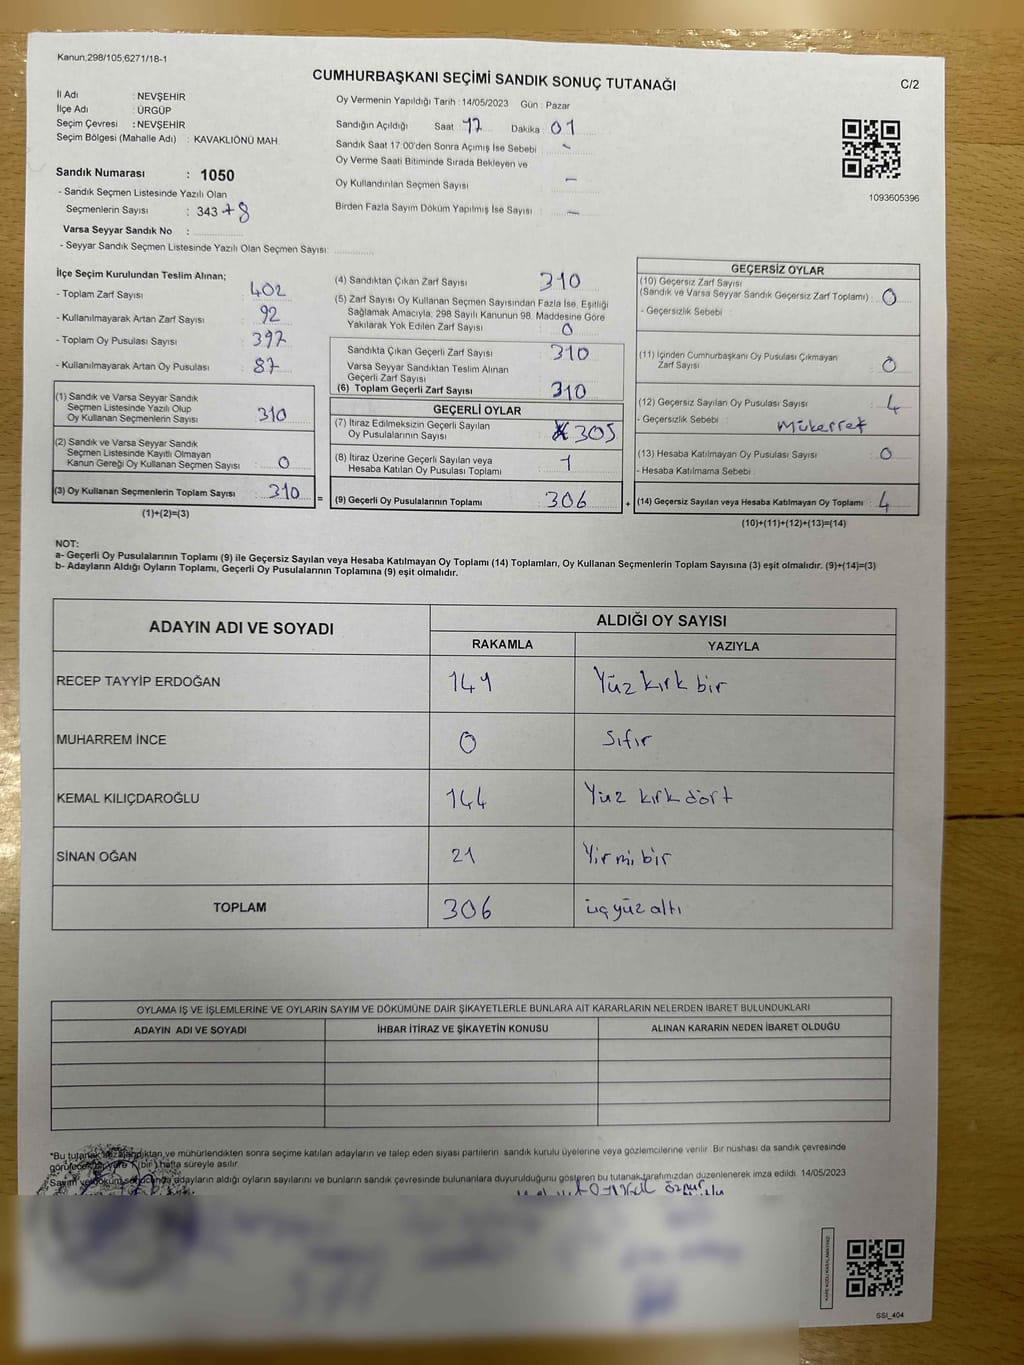 Kanun,298/105,6271/18-1
CUMHURBAŞKANI SEÇİMİ SANDIK SONUÇ TUTANAĞI
C/2
İl Adı : NEVŞEHİR
İlçe Adı : ÜRGÜP
Seçim Çevresi : NEVŞEHİR
Seçim Bölgesi (Mahalle Adı) : KAVAKLIÖNÜ MAH.
Oy Vermenin Yapıldığı Tarih : 14/05/2023 Gün : Pazar
Sandığın Açıldığı Saat : 17 Dakika : 01
Sandık Saat 17:00'den Sonra Açımış İse Sebebi : -
Oy Verme Saati Bitiminde Sırada Bekleyen ve
Oy Kullandırılan Seçmen Sayısı : -
Birden Fazla Sayım Döküm Yapılmış İse Sayısı : -
1093605396
Sandık Numarası : 1050
- Sandık Seçmen Listesinde Yazılı Olan
Seçmenlerin Sayısı : 343 +8
Varsa Seyyar Sandık No :
- Seyyar Sandık Seçmen Listesinde Yazılı Olan Seçmen Sayısı:
İlçe Seçim Kurulundan Teslim Alınan;
- Toplam Zarf Sayısı : 402
- Kullanılmayarak Artan Zarf Sayısı : 92
- Toplam Oy Pusulası Sayısı : 397
- Kullanılmayarak Artan Oy Pusulası : 87
(1) Sandık ve Varsa Seyyar Sandık
Seçmen Listesinde Yazılı Olup
Oy Kullanan Seçmenlerin Sayısı : 310
(2) Sandık ve Varsa Seyyar Sandık
Seçmen Listesinde Kayıtlı Olmayan
Kanun Gereği Oy Kullanan Seçmen Sayısı : 0
(3) Oy Kullanan Seçmenlerin Toplam Sayısı : 310
(1)+(2)=(3)
=
(4) Sandıktan Çıkan Zarf Sayısı : 310
(5) Zarf Sayısı Oy Kullanan Seçmen Sayısından Fazla İse, Eşitliği
Sağlamak Amacıyla, 298 Sayılı Kanunun 98. Maddesine Göre
Yakılarak Yok Edilen Zarf Sayısı : 0
Sandıkta Çıkan Geçerli Zarf Sayısı : 310
Varsa Seyyar Sandıktan Teslim Alınan
Geçerli Zarf Sayısı :
(6) Toplam Geçerli Zarf Sayısı : 310
GEÇERLİ OYLAR
(7) İtiraz Edilmeksizin Geçerli Sayılan
Oy Pusulalarının Sayısı : 305
(8) İtiraz Üzerine Geçerli Sayılan veya
Hesaba Katılan Oy Pusulası Toplamı : 1
(9) Geçerli Oy Pusulalarının Toplamı : 306
+
GEÇERSİZ OYLAR
(10) Geçersiz Zarf Sayısı
(Sandık ve Varsa Seyyar Sandık Geçersiz Zarf Toplamı) : 0
- Geçersizlik Sebebi :
(11) İçinden Cumhurbaşkanı Oy Pusulası Çıkmayan
Zarf Sayısı : 0
(12) Geçersiz Sayılan Oy Pusulası Sayısı : 4
- Geçersizlik Sebebi : Mükerrer
(13) Hesaba Katılmayan Oy Pusulası Sayısı : 0
- Hesaba Katılmama Sebebi :
(14) Geçersiz Sayılan veya Hesaba Katılmayan Oy Toplamı : 4
(10)+(11)+(12)+(13)=(14)
NOT:
a- Geçerli Oy Pusulalarının Toplamı (9) ile Geçersiz Sayılan veya Hesaba Katılmayan Oy Toplamı (14) Toplamları, Oy Kullanan Seçmenlerin Toplam Sayısına (3) eşit olmalıdır. (9)+(14)=(3)
b- Adayların Aldığı Oyların Toplamı, Geçerli Oy Pusulalarının Toplamına (9) eşit olmalıdır.
ADAYIN ADI VE SOYADI
ALDIĞI OY SAYISI
RAKAMLA YAZIYLA
RECEP TAYYİP ERDOĞAN 141 Yüz kırk bir
MUHARREM İNCE 0 Sıfır
KEMAL KILIÇDAROĞLU 144 Yüz kırk dört
SİNAN OĞAN 21 Yirmi bir
TOPLAM 306 üç yüz altı
OYLAMA İŞ VE İŞLEMLERİNE VE OYLARIN SAYIM VE DÖKÜMÜNE DAİR ŞİKAYETLERLE BUNLARA AİT KARARLARIN NELERDEN İBARET BULUNDUKLARI
ADAYIN ADI VE SOYADI İHBAR İTİRAZ VE ŞİKAYETİN KONUSU ALINAN KARARIN NEDEN İBARET OLDUĞU
*Bu tutanak imzalandıktan ve mühürlendikten sonra seçime katılan adayların ve talep eden siyasi partilerin sandık kurulu üyelerine veya gözlemcilerine verilir. Bir nüshası da sandık çevresinde
görülecek bir yere 1 (bir) hafta süreyle asılır.
Sayım ve döküm sonucunda adayların aldığı oyların sayılarını ve bunların sandık çevresinde bulunanlara duyurulduğunu gösteren bu tutanak tarafımızdan düzenlenerek imza edildi. 14/05/2023
KARE KODU KARALAMAYINIZ!
SSI_404